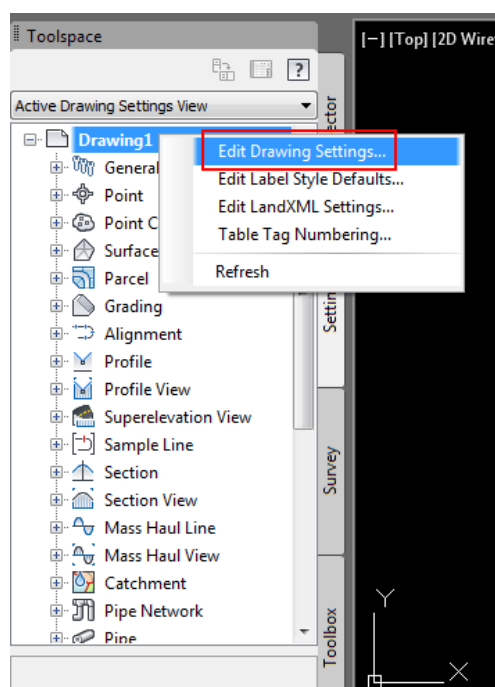 Toolspace
[−] [Top] [2D Wire
?
Active Drawing Settings View
Drawing1
Edit Drawing Settings...
General
Edit Label Style Defaults...
Point
Edit LandXML Settings...
Point C
Table Tag Numbering...
Surface
Refresh
Parcel
Grading
Alignment
Profile
Profile View
Superelevation View
Sample Line
Section
Section View
Mass Haul Line
Mass Haul View
Catchment
Pipe Network
Settin
Survey
Toolbox
Y
X